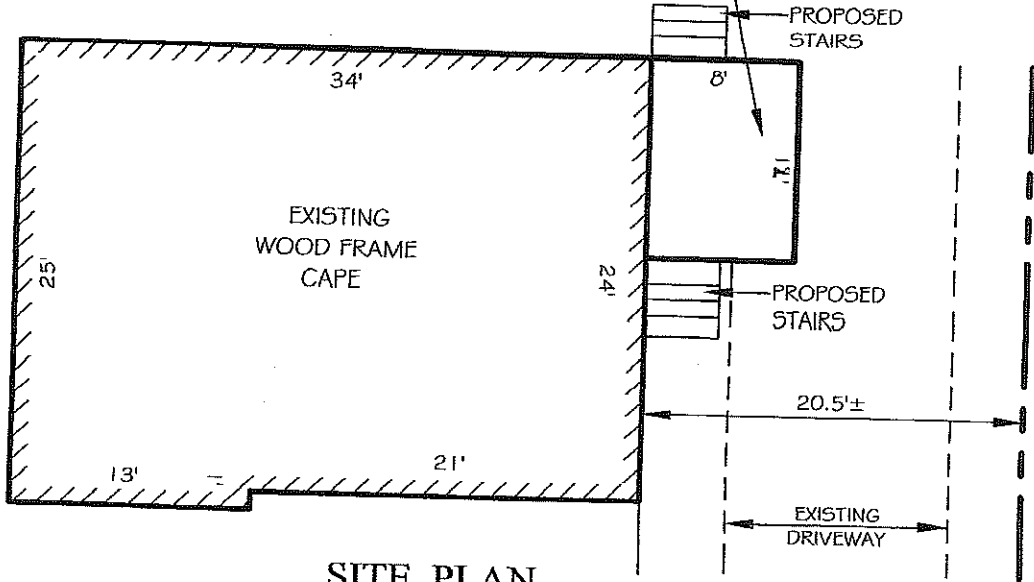 PROPOSED
STAIRS
34'
8'
EXISTING
WOOD FRAME
CAPE
25'
24'
PROPOSED
STAIRS
20.5'±
13'
21'
EXISTING
DRIVEWAY
SITE PLAN